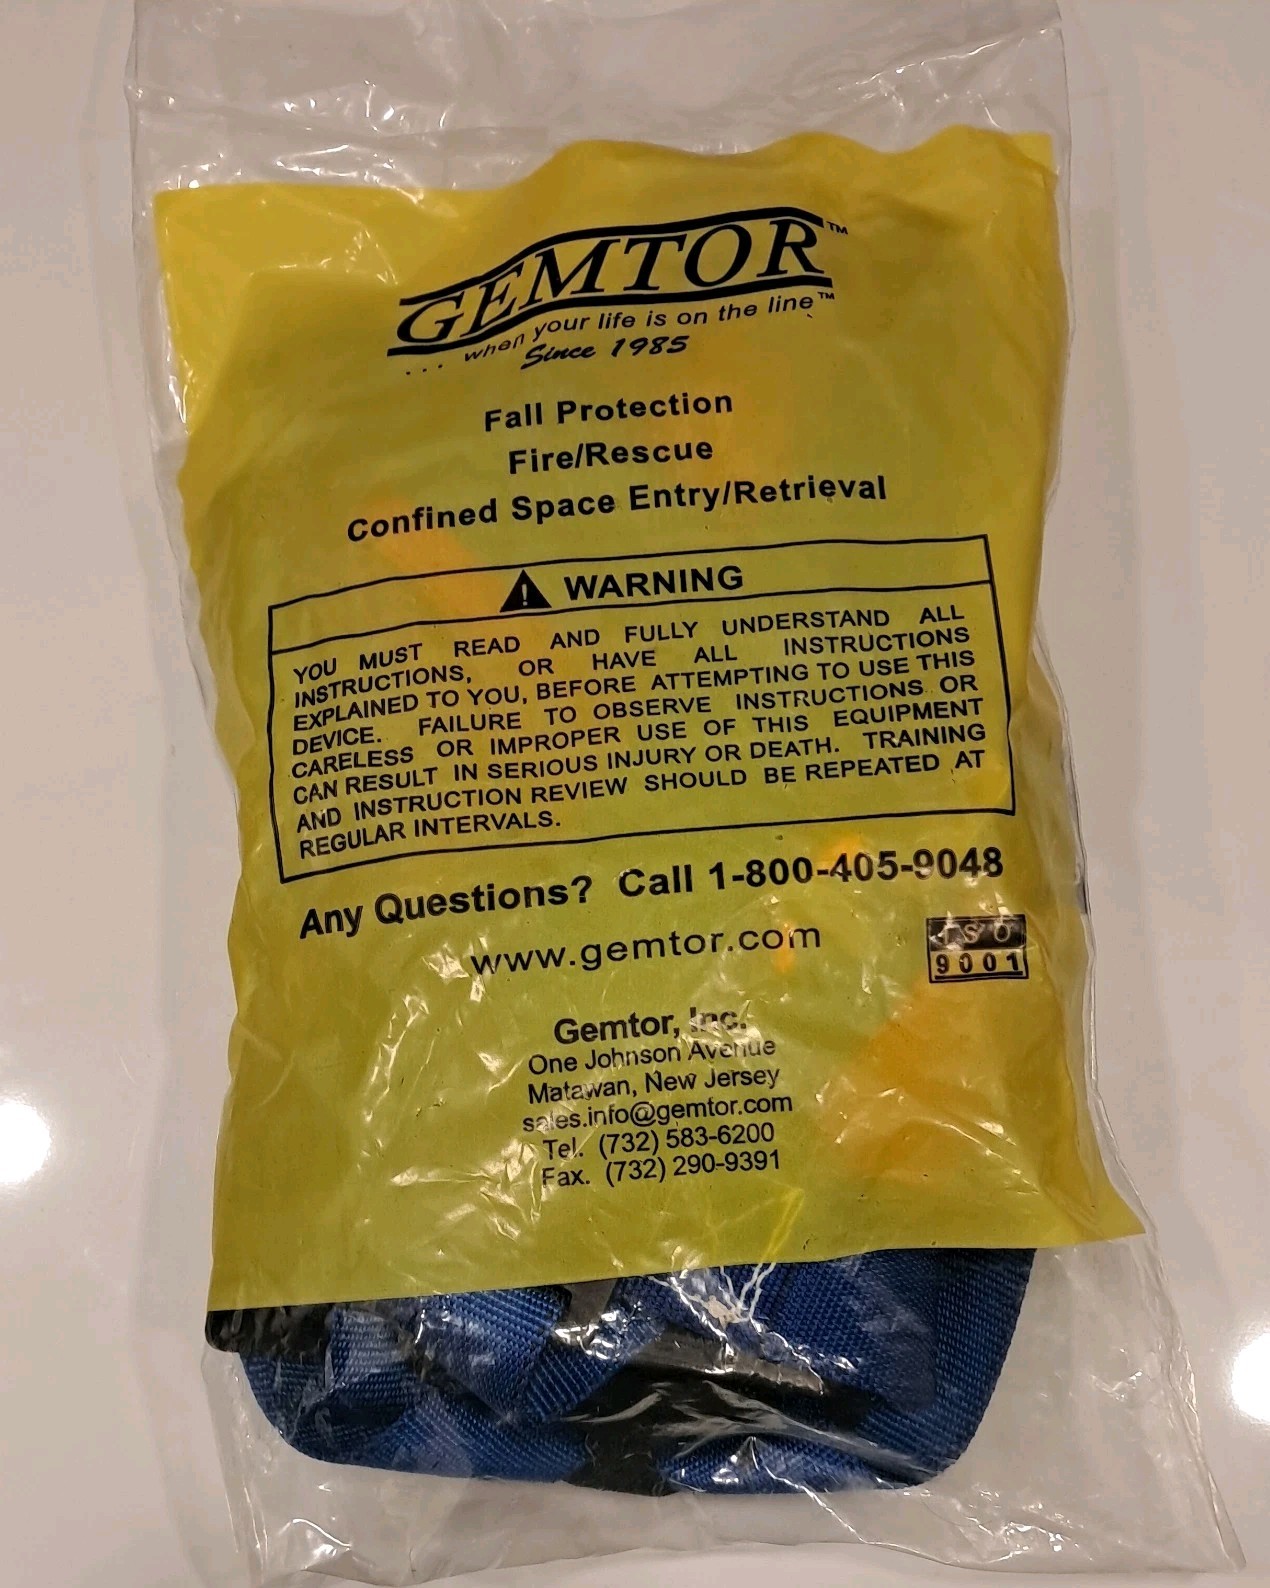 GEMTOR™
... when your life is on the line™
Since 1985
Fall Protection
Fire/Rescue
Confined Space Entry/Retrieval
! WARNING
YOU MUST READ AND FULLY UNDERSTAND ALL
INSTRUCTIONS, OR HAVE ALL INSTRUCTIONS
EXPLAINED TO YOU, BEFORE ATTEMPTING TO USE THIS
DEVICE. FAILURE TO OBSERVE INSTRUCTIONS OR
CARELESS OR IMPROPER USE OF THIS EQUIPMENT
CAN RESULT IN SERIOUS INJURY OR DEATH. TRAINING
AND INSTRUCTION REVIEW SHOULD BE REPEATED AT
REGULAR INTERVALS.
Any Questions? Call 1-800-405-9048
www.gemtor.com
ISO
9001
Gemtor, Inc.
One Johnson Avenue
Matawan, New Jersey
sales.info@gemtor.com
Tel. (732) 583-6200
Fax. (732) 290-9391